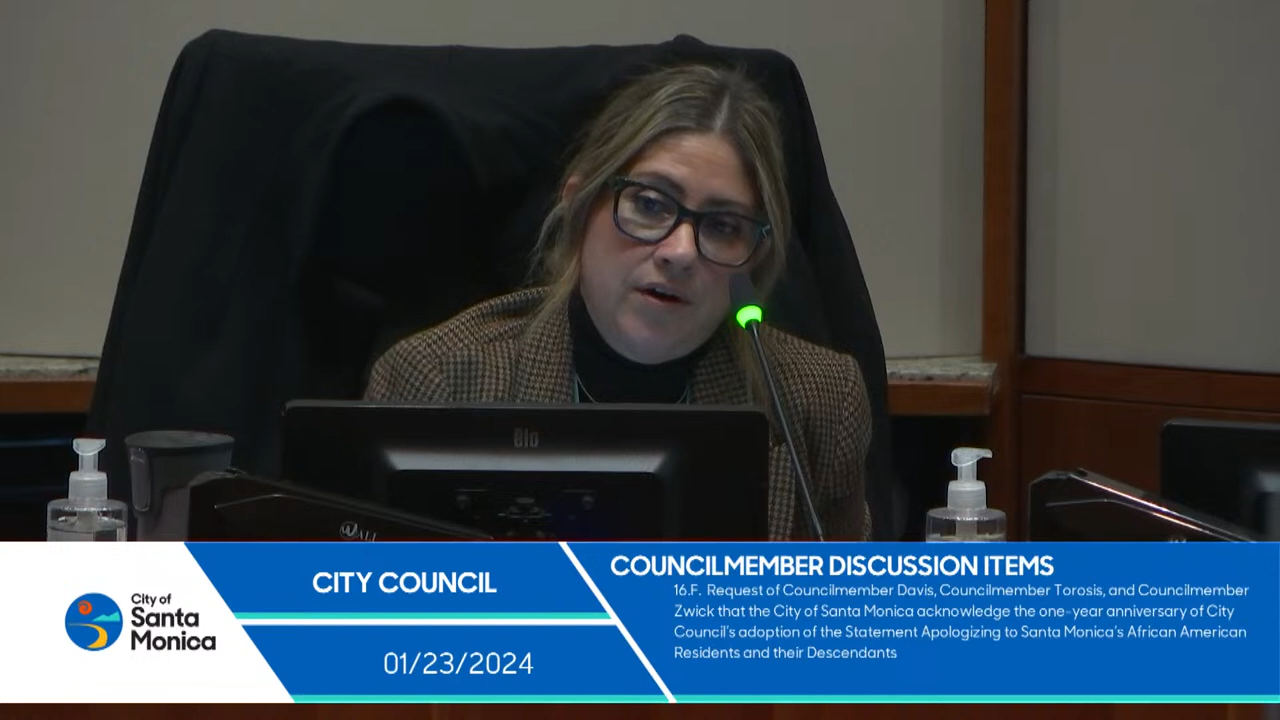 Elo
City of
Santa
Monica
CITY COUNCIL
01/23/2024
COUNCILMEMBER DISCUSSION ITEMS
16.F. Request of Councilmember Davis, Councilmember Torosis, and Councilmember
Zwick that the City of Santa Monica acknowledge the one-year anniversary of City
Council's adoption of the Statement Apologizing to Santa Monica's African American
Residents and their Descendants